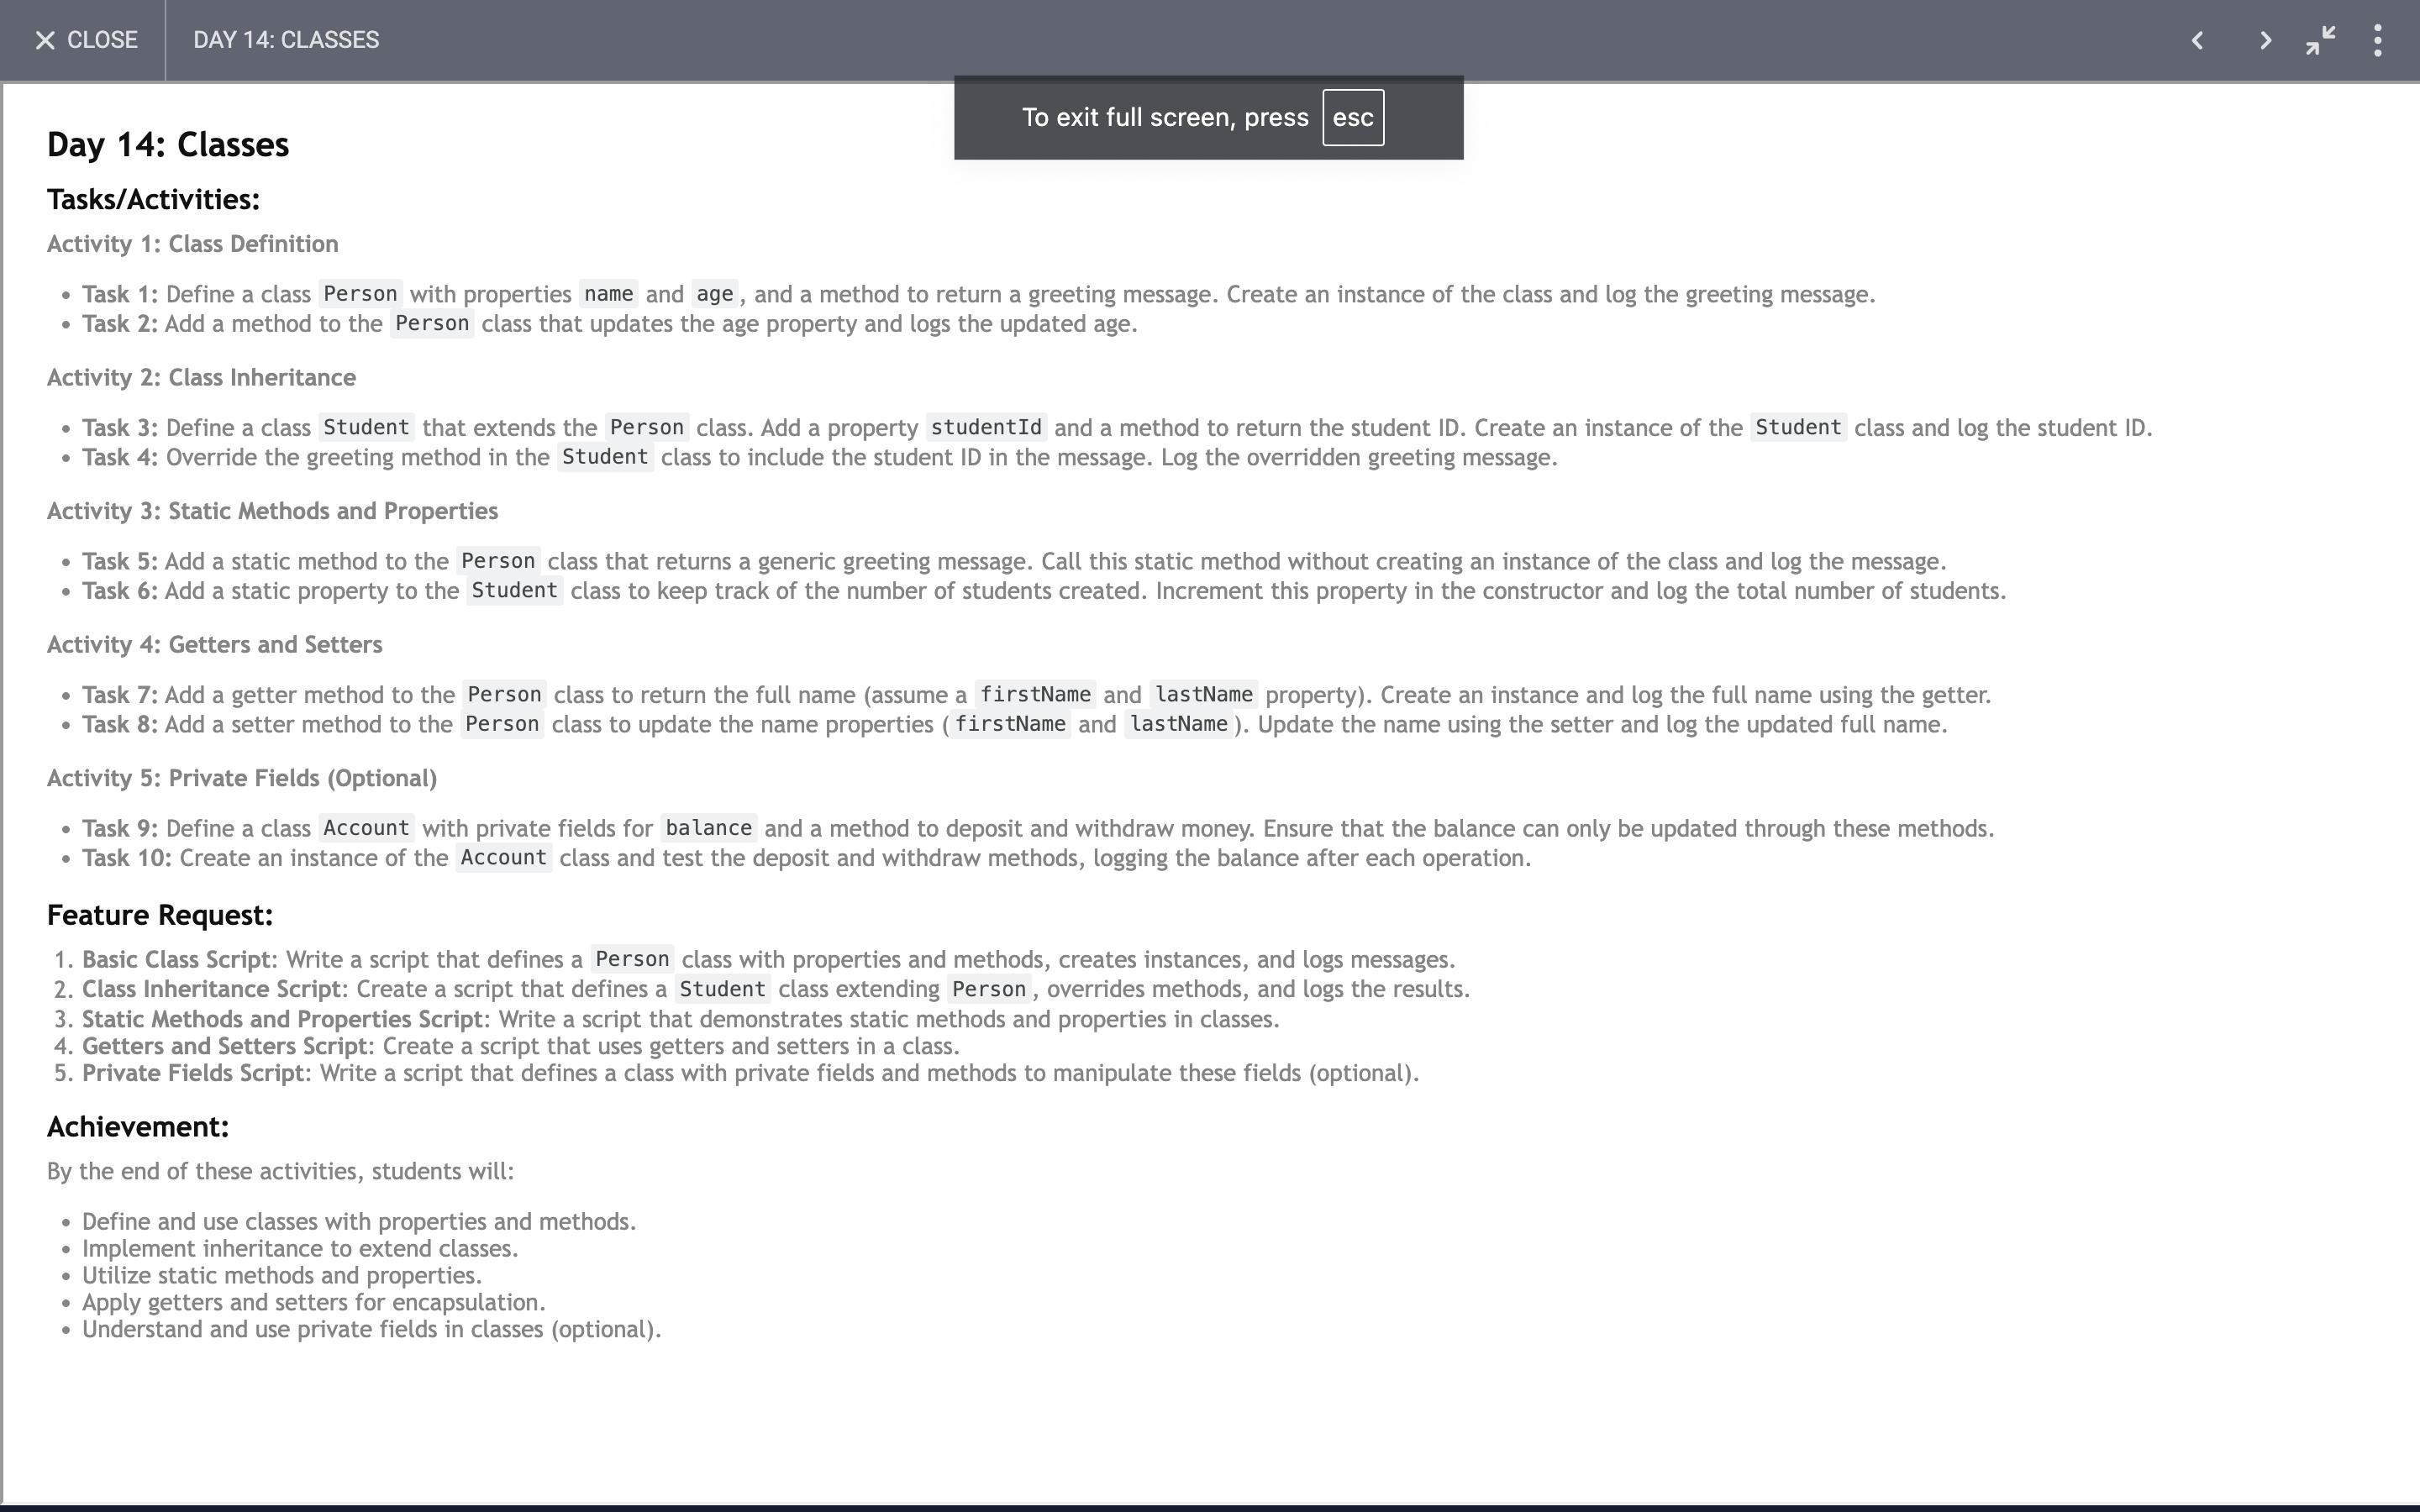 CLOSE DAY 14: CLASSES
To exit full screen, press esc
Day 14: Classes
Tasks/Activities:
Activity 1: Class Definition
• Task 1: Define a class Person with properties name and age, and a method to return a greeting message. Create an instance of the class and log the greeting message.
• Task 2: Add a method to the Person class that updates the age property and logs the updated age.
Activity 2: Class Inheritance
• Task 3: Define a class Student that extends the Person class. Add a property studentId and a method to return the student ID. Create an instance of the Student class and log the student ID.
• Task 4: Override the greeting method in the Student class to include the student ID in the message. Log the overridden greeting message.
Activity 3: Static Methods and Properties
• Task 5: Add a static method to the Person class that returns a generic greeting message. Call this static method without creating an instance of the class and log the message.
• Task 6: Add a static property to the Student class to keep track of the number of students created. Increment this property in the constructor and log the total number of students.
Activity 4: Getters and Setters
• Task 7: Add a getter method to the Person class to return the full name (assume a firstName and lastName property). Create an instance and log the full name using the getter.
• Task 8: Add a setter method to the Person class to update the name properties (firstName and lastName). Update the name using the setter and log the updated full name.
Activity 5: Private Fields (Optional)
• Task 9: Define a class Account with private fields for balance and a method to deposit and withdraw money. Ensure that the balance can only be updated through these methods.
• Task 10: Create an instance of the Account class and test the deposit and withdraw methods, logging the balance after each operation.
Feature Request:
1. Basic Class Script: Write a script that defines a Person class with properties and methods, creates instances, and logs messages.
2. Class Inheritance Script: Create a script that defines a Student class extending Person, overrides methods, and logs the results.
3. Static Methods and Properties Script: Write a script that demonstrates static methods and properties in classes.
4. Getters and Setters Script: Create a script that uses getters and setters in a class.
5. Private Fields Script: Write a script that defines a class with private fields and methods to manipulate these fields (optional).
Achievement:
By the end of these activities, students will:
• Define and use classes with properties and methods.
• Implement inheritance to extend classes.
• Utilize static methods and properties.
• Apply getters and setters for encapsulation.
• Understand and use private fields in classes (optional).